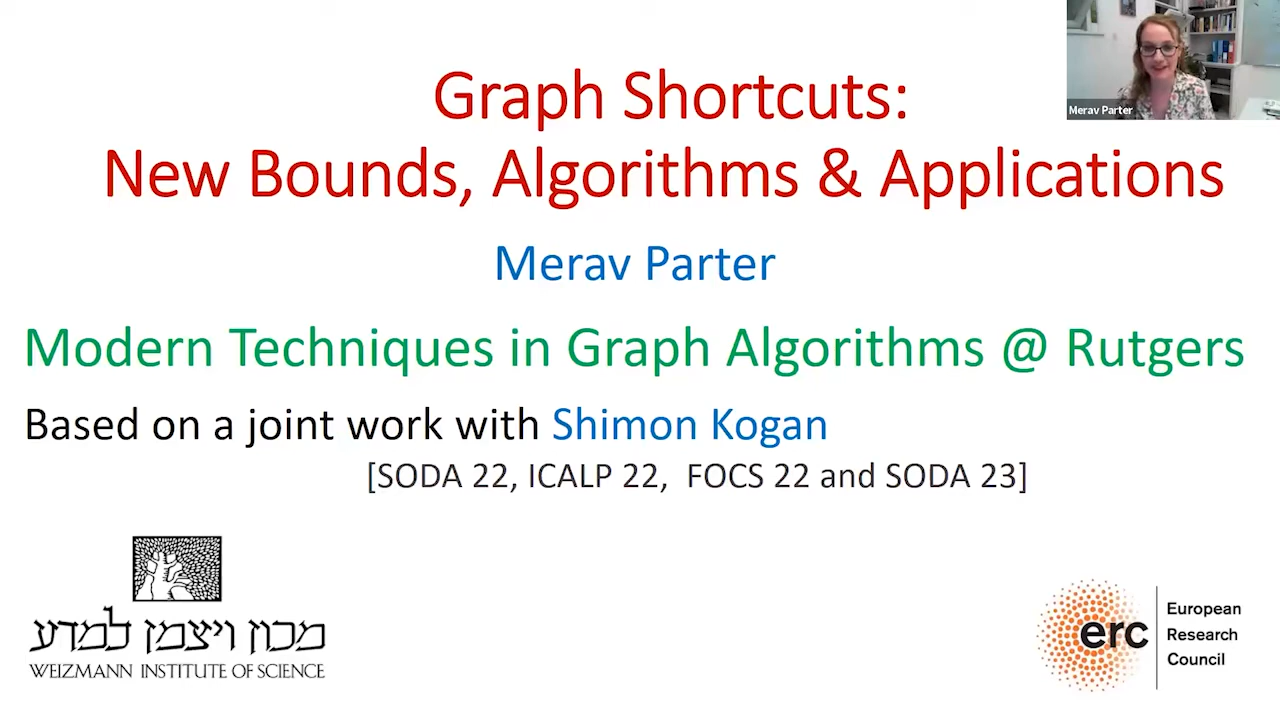 Graph Shortcuts:
New Bounds, Algorithms & Applications
Merav Parter
Merav Parter
Modern Techniques in Graph Algorithms @ Rutgers
Based on a joint work with Shimon Kogan
[SODA 22, ICALP 22, FOCS 22 and SODA 23]
מכון ויצמן למדע
WEIZMANN INSTITUTE OF SCIENCE
erc
European
Research
Council